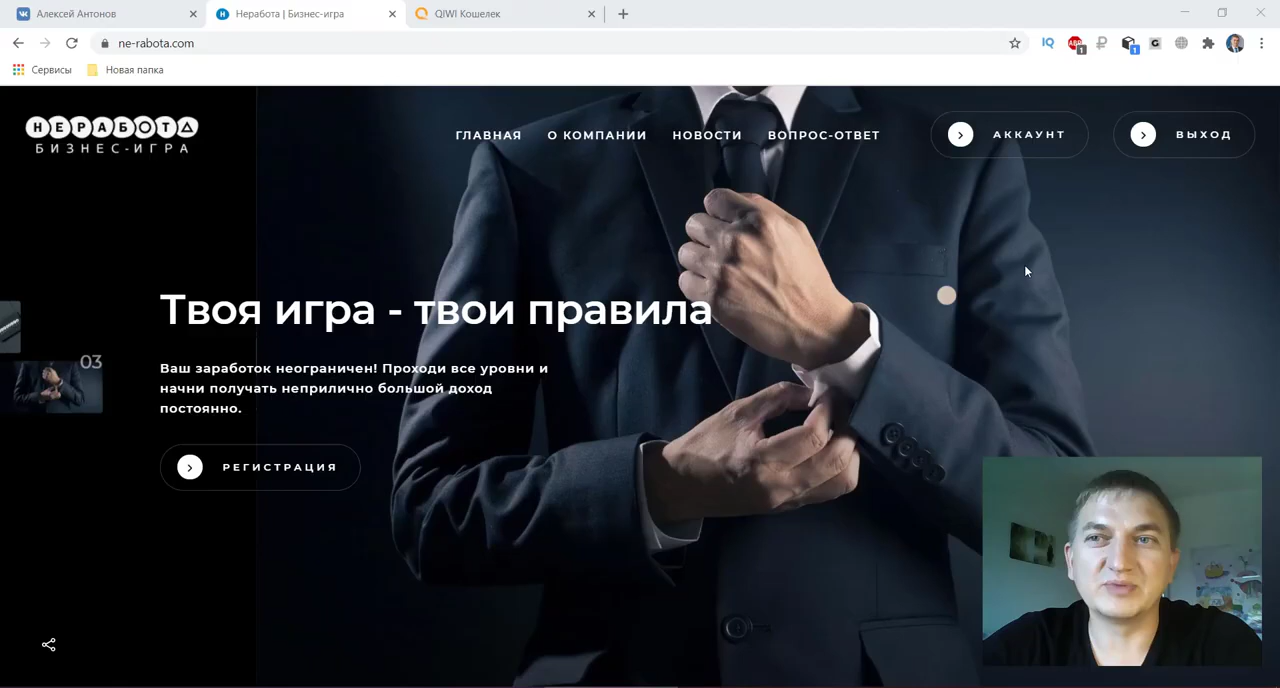 Алексей Антонов
Неработа | Бизнес-игра
QIWI Кошелек
ne-rabota.com
Сервисы
Новая папка
НЕРАБОТА
БИЗНЕС-ИГРА
ГЛАВНАЯ
О КОМПАНИИ
НОВОСТИ
ВОПРОС-ОТВЕТ
АККАУНТ
ВЫХОД
Твоя игра - твои правила
03
Ваш заработок неограничен! Проходи все уровни и
начни получать неприлично большой доход
постоянно.
РЕГИСТРАЦИЯ